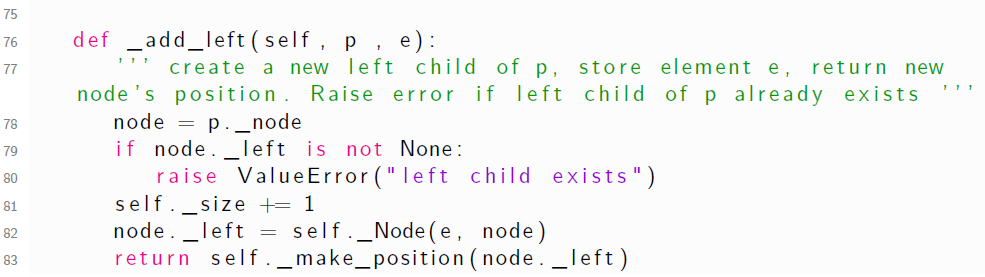 75
76 def _add_left(self, p , e):
77 ''' create a new left child of p, store element e, return new
node's position. Raise error if left child of p already exists '''
78 node = p._node
79 if node._left is not None:
80 raise ValueError("left child exists")
81 self._size += 1
82 node._left = self._Node(e, node)
83 return self._make_position(node._left)